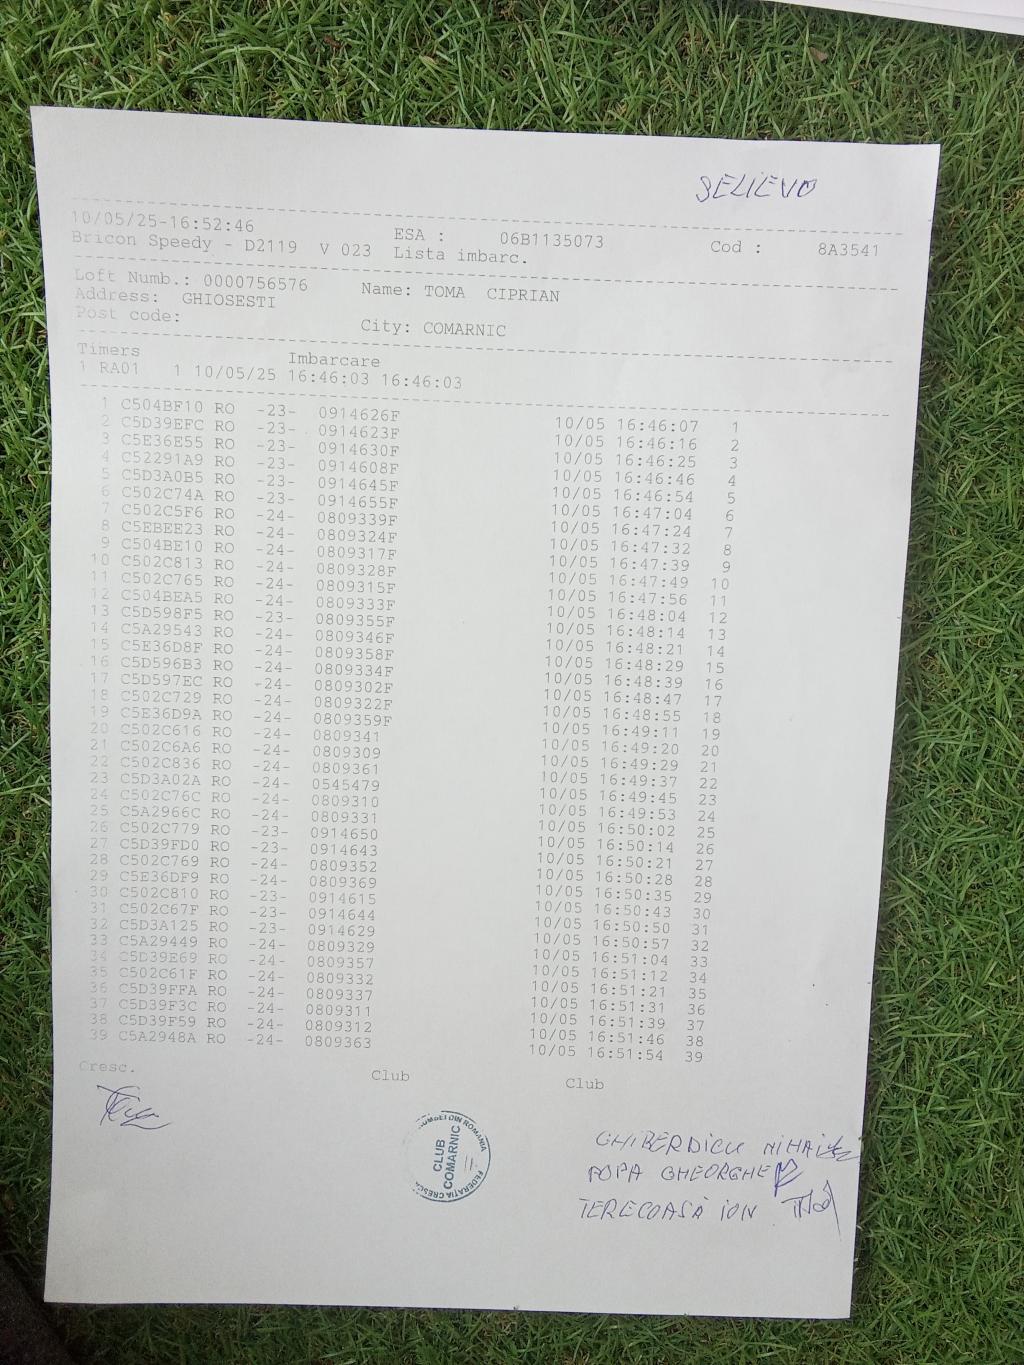 BELIEVO
10/05/25-16:52:46 ESA : 06B1135073 Cod : 8A3541
Bricon Speedy - D2119 V 023 Lista imbarc.
Loft Numb.: 0000756576 Name: TOMA CIPRIAN
Address: GHIOSESTI
Post code: City: COMARNIC
Timers Imbarcare
1 RA01 1 10/05/25 16:46:03 16:46:03
1 C504BF10 RO -23- 0914626F 10/05 16:46:07 1
2 C5D39EFC RO -23- 0914623F 10/05 16:46:16 2
3 C5E36E55 RO -23- 0914630F 10/05 16:46:25 3
4 C52291A9 RO -23- 0914608F 10/05 16:46:46 4
5 C5D3A0B5 RO -23- 0914645F 10/05 16:46:54 5
6 C502C74A RO -23- 0914655F 10/05 16:47:04 6
7 C502C5F6 RO -24- 0809339F 10/05 16:47:24 7
8 C5EBEE23 RO -24- 0809324F 10/05 16:47:32 8
9 C504BE10 RO -24- 0809317F 10/05 16:47:39 9
10 C502C813 RO -24- 0809328F 10/05 16:47:49 10
11 C502C765 RO -24- 0809315F 10/05 16:47:56 11
12 C504BEA5 RO -24- 0809333F 10/05 16:48:04 12
13 C5D598F5 RO -23- 0809355F 10/05 16:48:14 13
14 C5A29543 RO -24- 0809346F 10/05 16:48:21 14
15 C5E36D8F RO -24- 0809358F 10/05 16:48:29 15
16 C5D596B3 RO -24- 0809334F 10/05 16:48:39 16
17 C5D597EC RO -24- 0809302F 10/05 16:48:47 17
18 C502C729 RO -24- 0809322F 10/05 16:48:55 18
19 C5E36D9A RO -24- 0809359F 10/05 16:49:11 19
20 C502C616 RO -24- 0809341 10/05 16:49:20 20
21 C502C6A6 RO -24- 0809309 10/05 16:49:29 21
22 C502C836 RO -24- 0809361 10/05 16:49:37 22
23 C5D3A02A RO -24- 0545479 10/05 16:49:45 23
24 C502C76C RO -24- 0809310 10/05 16:49:53 24
25 C5A2966C RO -24- 0809331 10/05 16:50:02 25
26 C502C779 RO -23- 0914650 10/05 16:50:14 26
27 C5D39FD0 RO -23- 0914643 10/05 16:50:21 27
28 C502C769 RO -24- 0809352 10/05 16:50:28 28
29 C5E36DF9 RO -24- 0809369 10/05 16:50:35 29
30 C502C810 RO -23- 0914615 10/05 16:50:43 30
31 C502C67F RO -23- 0914644 10/05 16:50:50 31
32 C5D3A125 RO -23- 0914629 10/05 16:50:57 32
33 C5A29449 RO -24- 0809329 10/05 16:51:04 33
34 C5D39E69 RO -24- 0809357 10/05 16:51:12 34
35 C502C61F RO -24- 0809332 10/05 16:51:21 35
36 C5D39FFA RO -24- 0809337 10/05 16:51:31 36
37 C5D39F3C RO -24- 0809311 10/05 16:51:39 37
38 C5D39F59 RO -24- 0809312 10/05 16:51:46 38
39 C5A2948A RO -24- 0809363 10/05 16:51:54 39
Cresc. Club Club
DIN ROMANIA
CLUB
COMARNIC
FEDERATIA
GHIBERDICU MIHAI
POPA GHEORGHE
TERECOASĂ ION